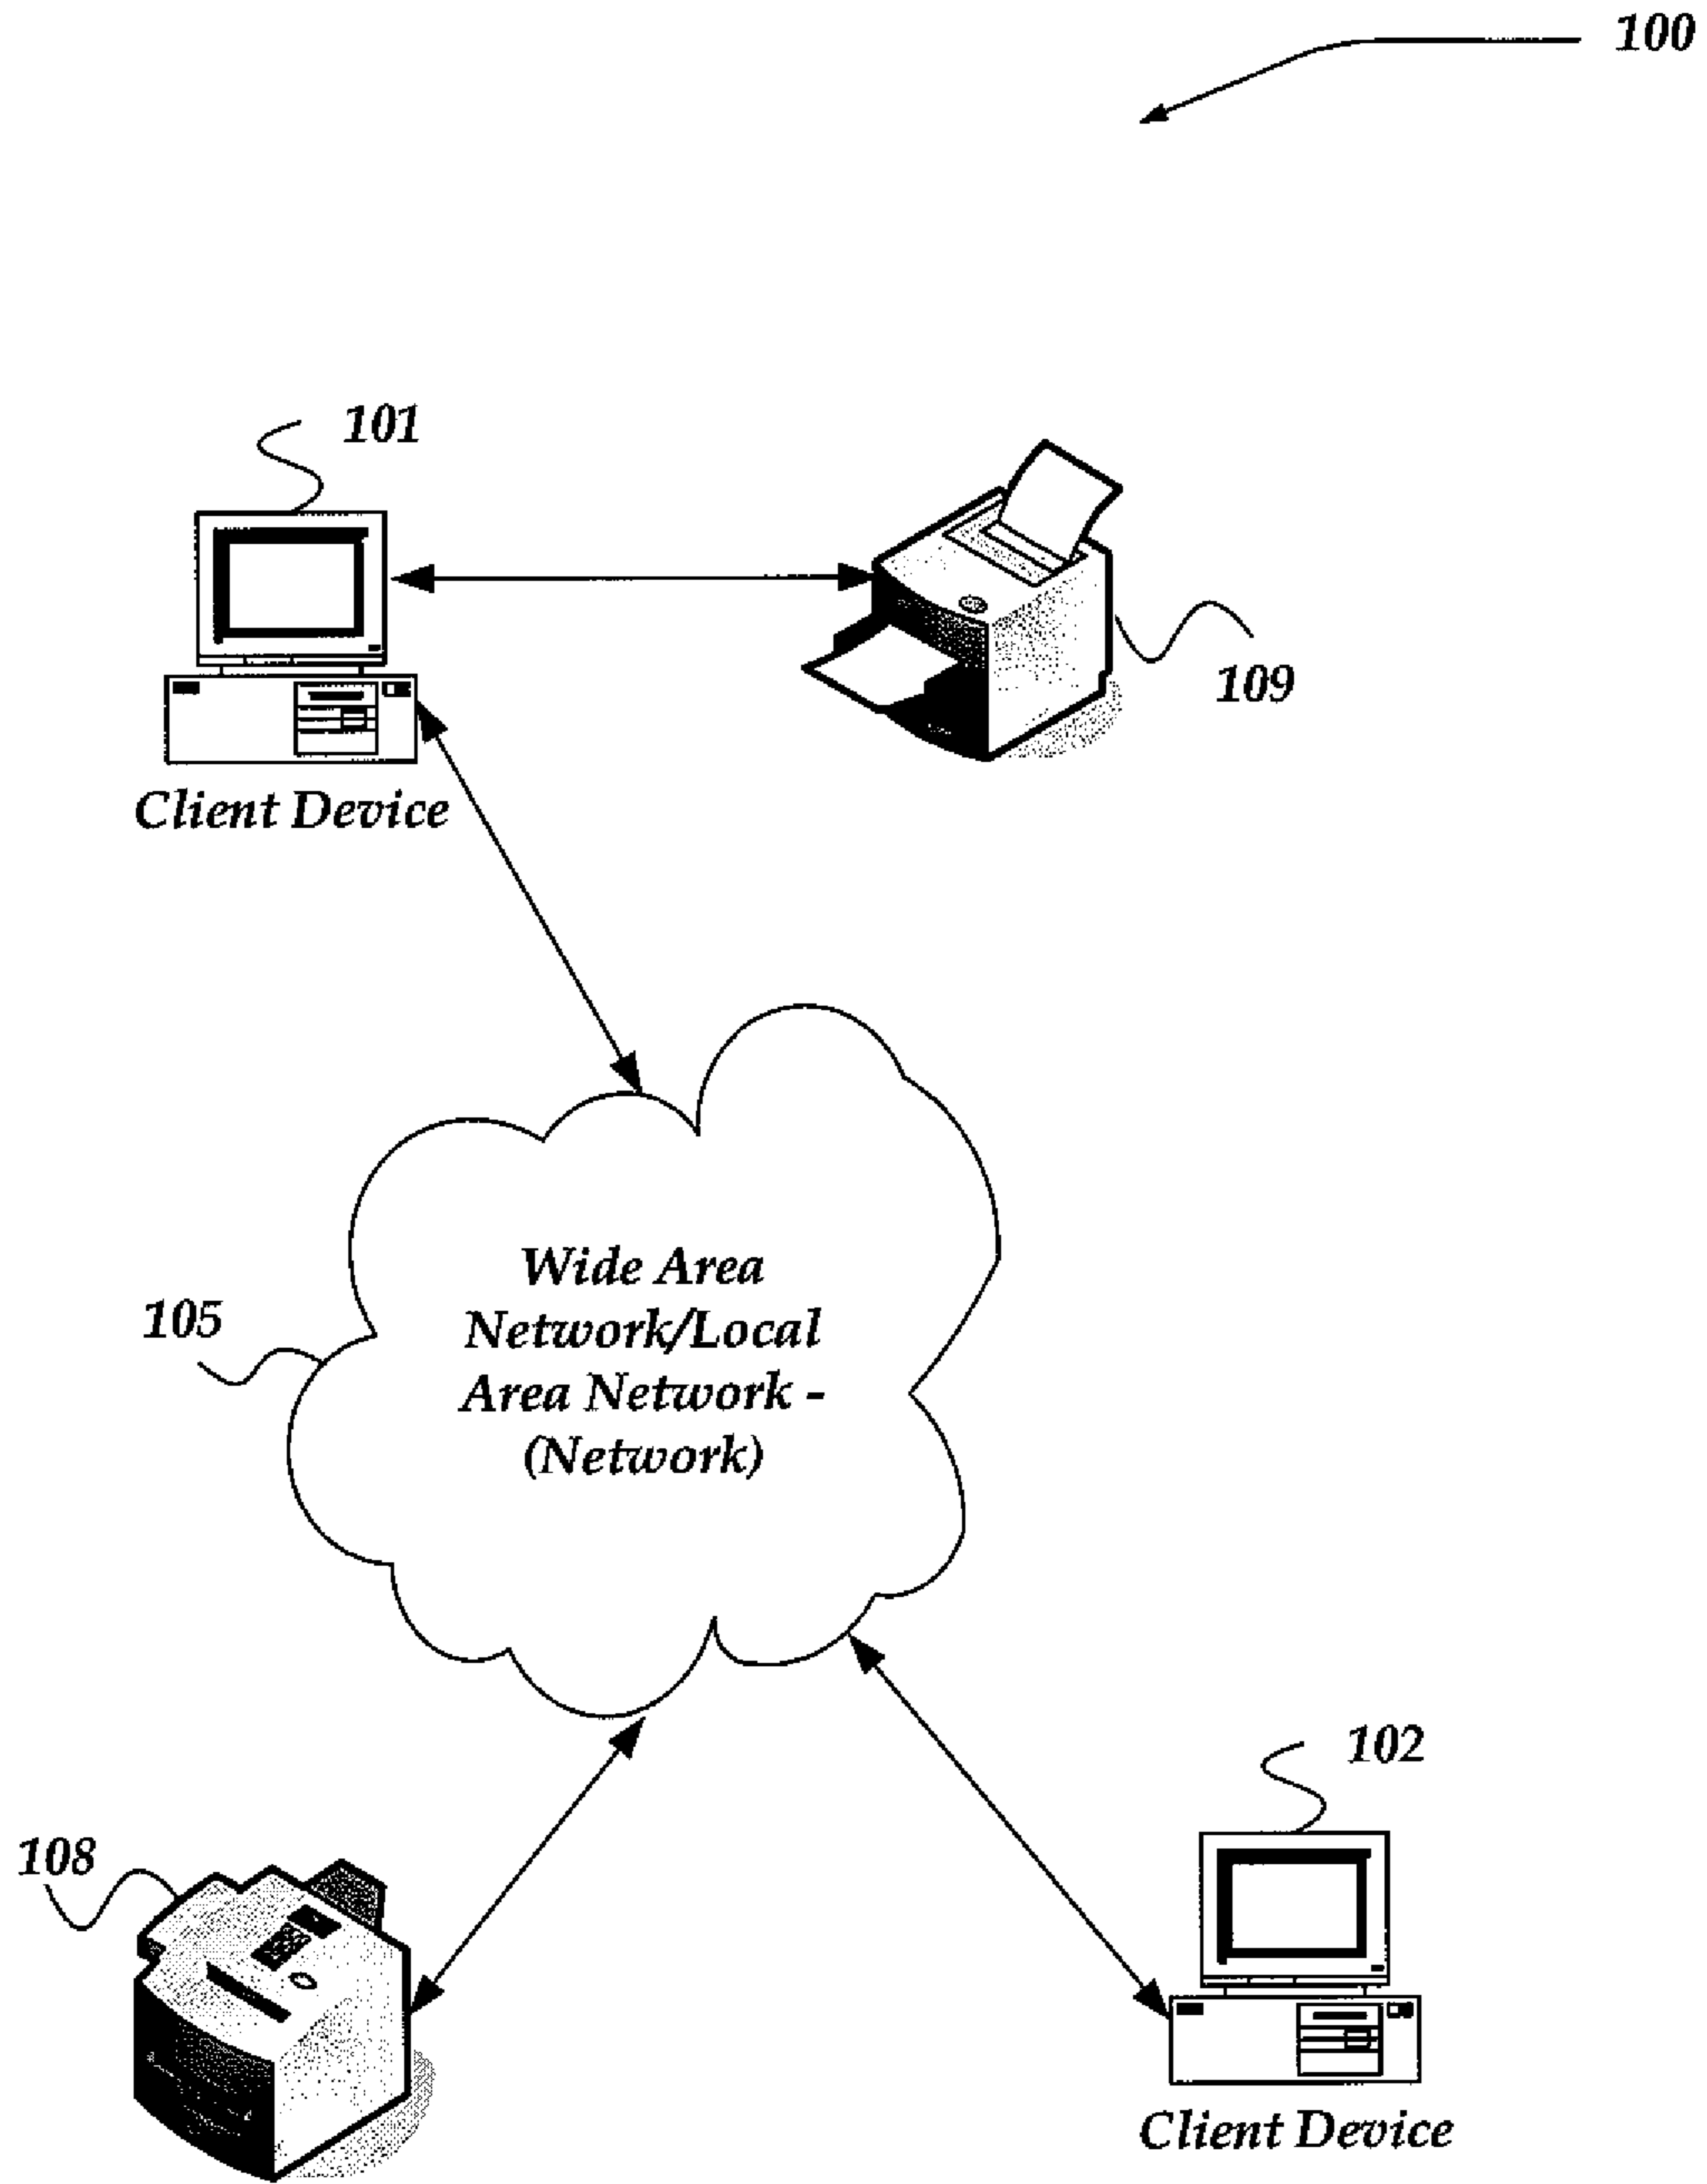 100
101
109
Client Device
Wide Area
Network/Local
Area Network -
(Network)
105
102
108
Client Device